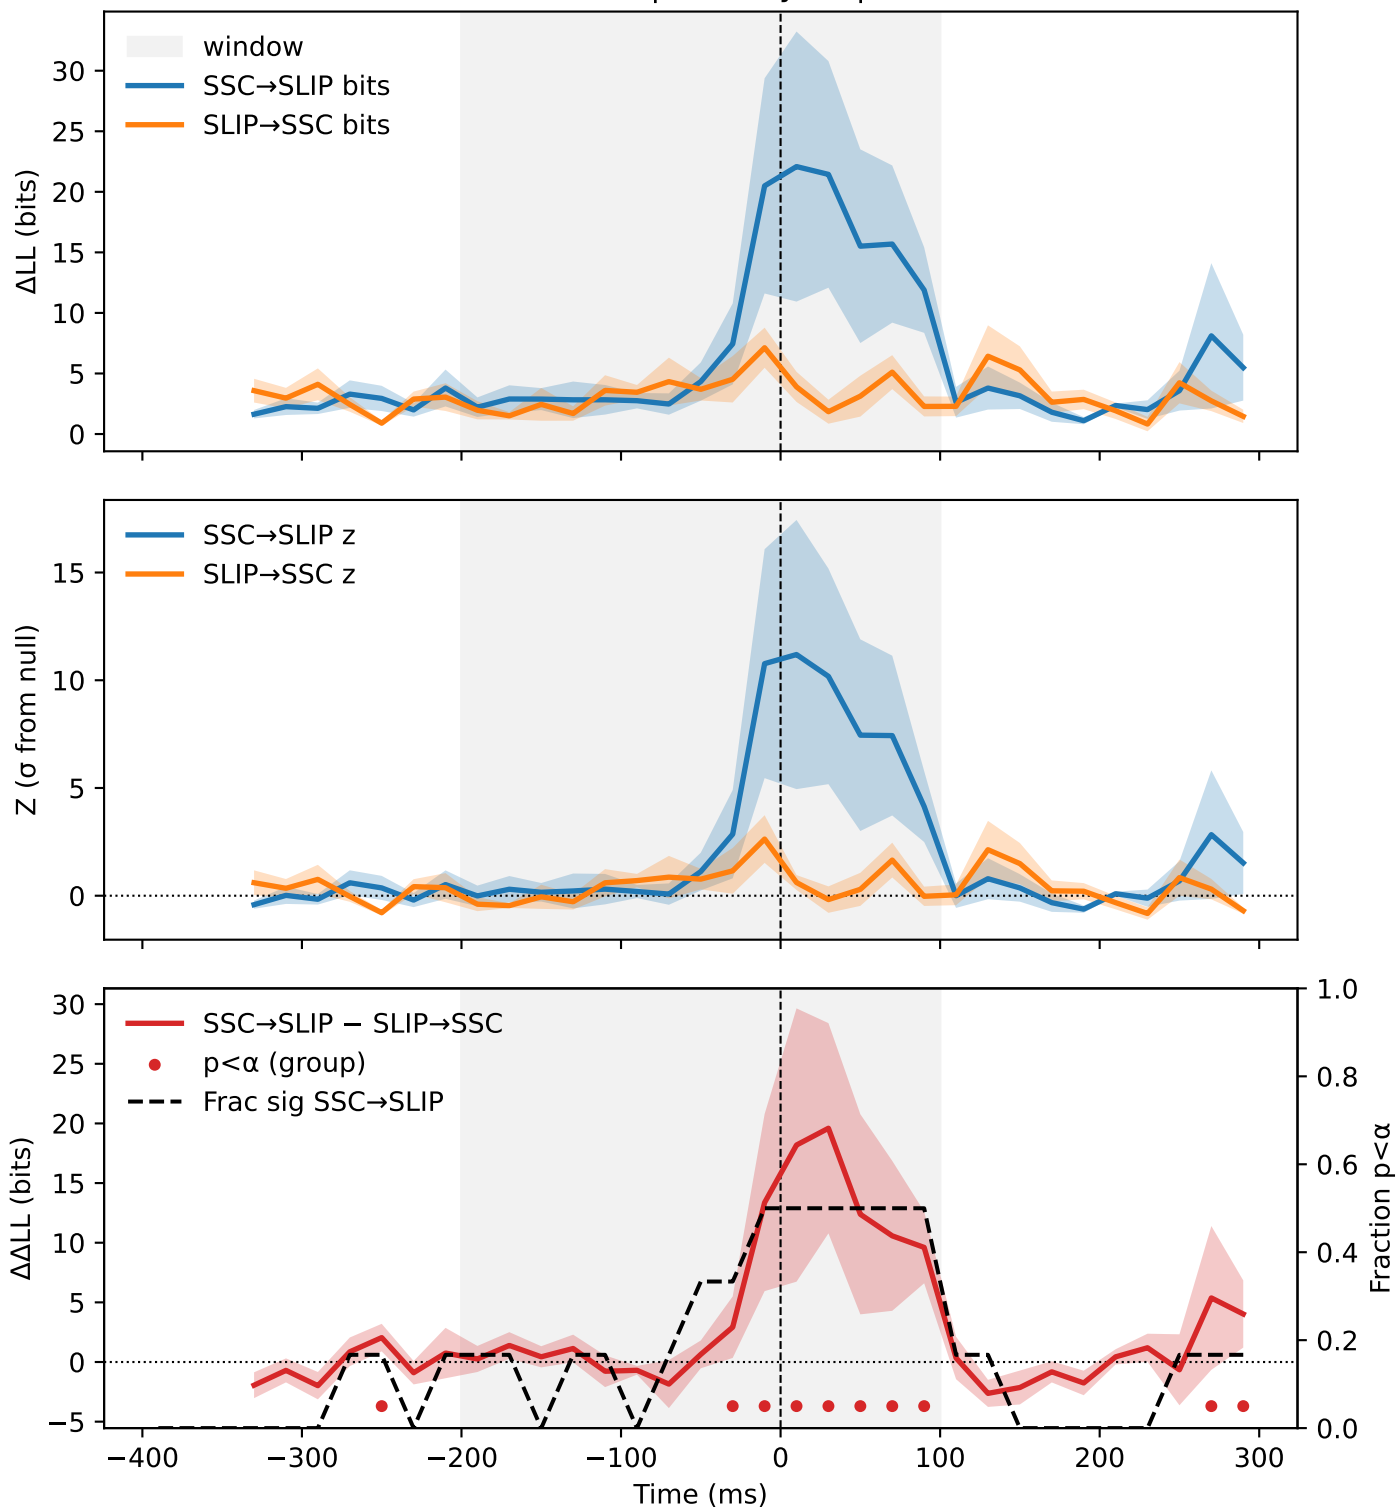 window
SSC→SLIP bits
SLIP→SSC bits
ΔLL (bits)
30
25
20
15
10
5
0
SSC→SLIP z
SLIP→SSC z
Z (σ from null)
15
10
5
0
SSC→SLIP − SLIP→SSC
p<α (group)
Frac sig SSC→SLIP
ΔΔLL (bits)
30
25
20
15
10
5
0
−5
1.0
0.8
0.6
0.4
0.2
0.0
Fraction p<α
−400 −300 −200 −100 0 100 200 300
Time (ms)